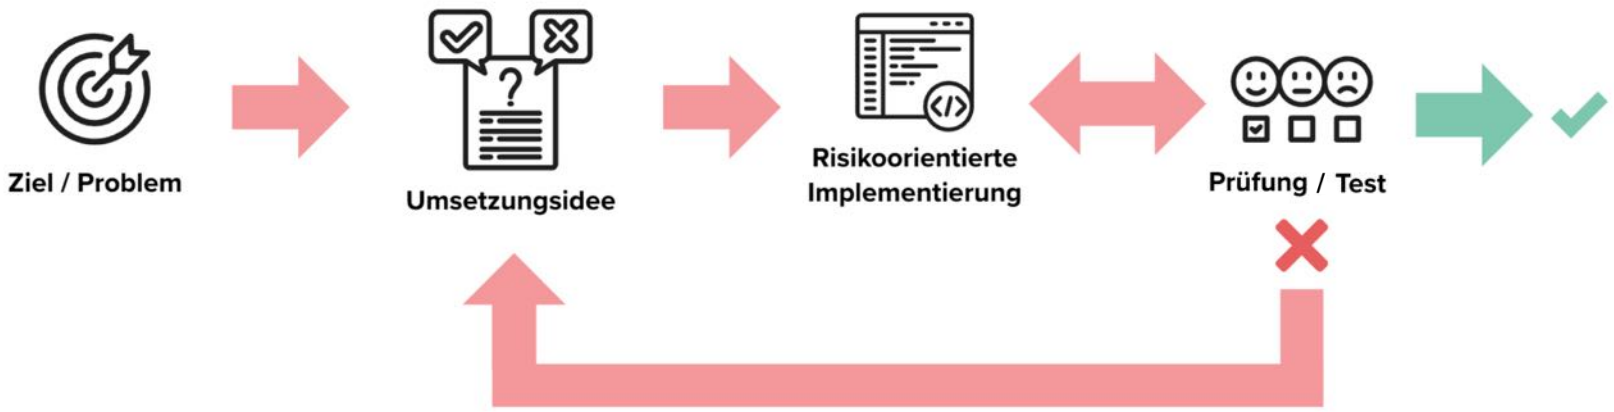 Ziel / Problem
Umsetzungsidee
Risikoorientierte
Implementierung
Prüfung / Test